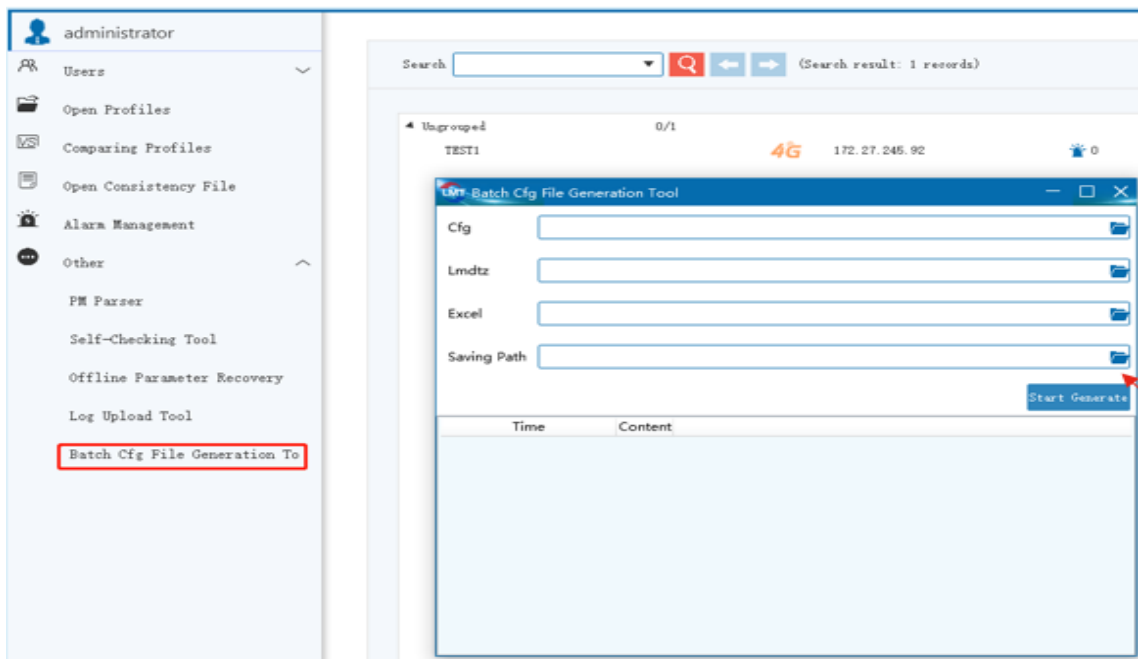 administrator
Users
Open Profiles
Comparing Profiles
Open Consistency File
Alarm Management
Other
PM Parser
Self-Checking Tool
Offline Parameter Recovery
Log Upload Tool
Batch Cfg File Generation To
Search (Search result: 1 records)
Ungrouped 0/1
TEST1 4G 172.27.245.92 0
LMT Batch Cfg File Generation Tool
Cfg
Lmdtz
Excel
Saving Path
Start Generate
Time Content